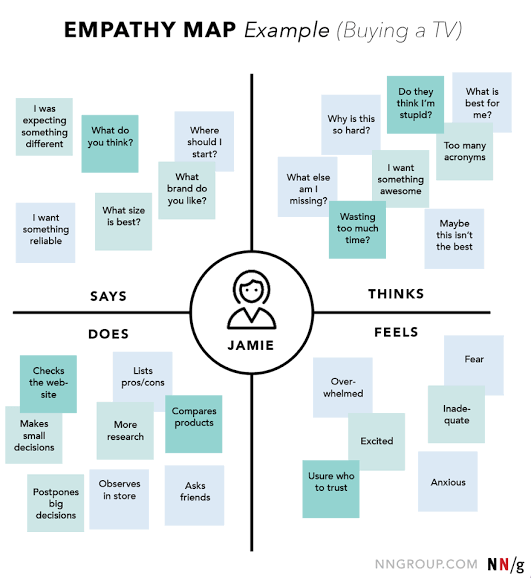 EMPATHY MAP Example (Buying a TV)
I was
expecting
something
different
What do
you think?
Where
should I
start?
What
brand do
you like?
What size
is best?
I want
something
reliable
SAYS
Why is this
so hard?
Do they
think I'm
stupid?
What is
best for
me?
Too many
acronyms
I want
something
awesome
What else
am I
missing?
Wasting
too much
time?
Maybe
this isn't
the best
THINKS
JAMIE
DOES
Checks
the web-
site
Lists
pros/cons
Compares
products
Makes
small
decisions
More
research
Postpones
big
decisions
Observes
in store
Asks
friends
FEELS
Fear
Over-
whelmed
Inade-
quate
Excited
Usure who
to trust
Anxious
NNGROUP.COM NN/g